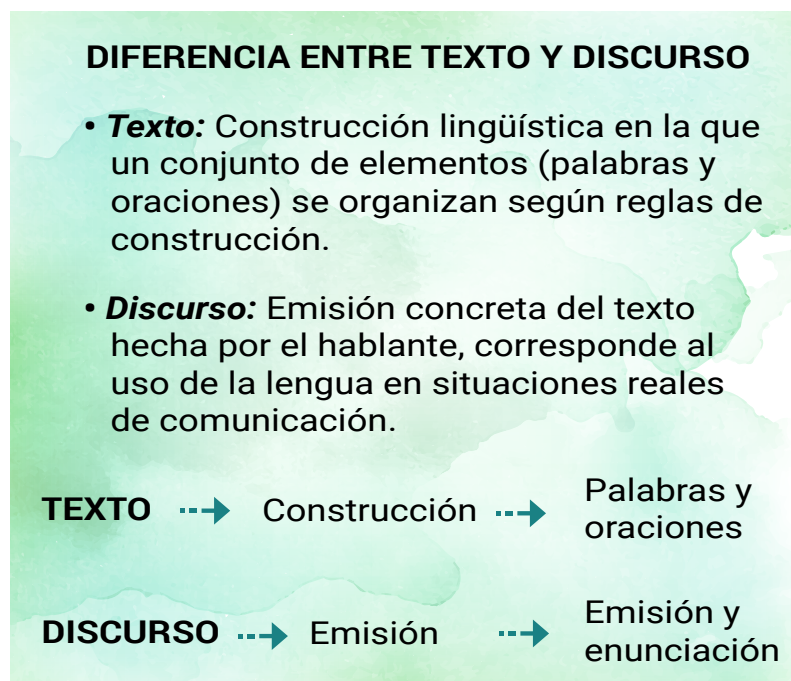 DIFERENCIA ENTRE TEXTO Y DISCURSO
• Texto: Construcción lingüística en la que
un conjunto de elementos (palabras y
oraciones) se organizan según reglas de
construcción.
• Discurso: Emisión concreta del texto
hecha por el hablante, corresponde al
uso de la lengua en situaciones reales
de comunicación.
TEXTO Construcción Palabras y
oraciones
DISCURSO Emisión Emisión y
enunciación